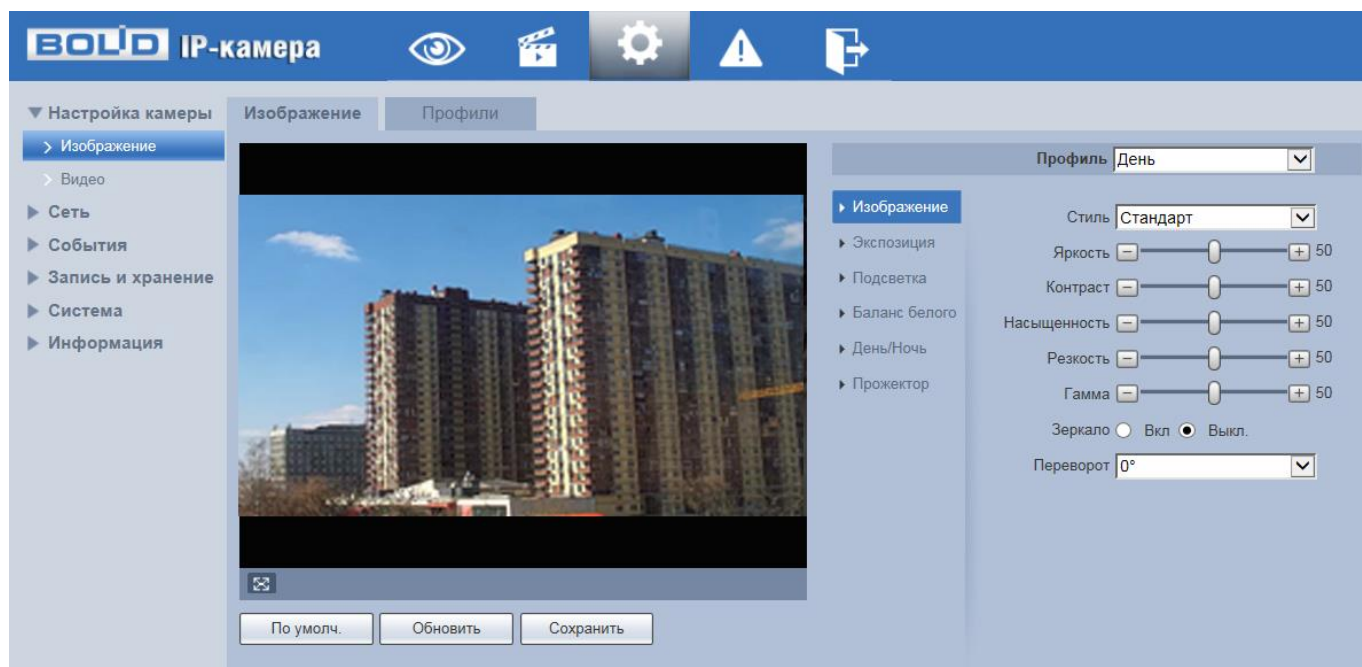 BOLID IP-камера
Настройка камеры
Изображение
Видео
Сеть
События
Запись и хранение
Система
Информация
Изображение Профили
По умолч. Обновить Сохранить
Профиль День
Изображение
Экспозиция
Подсветка
Баланс белого
День/Ночь
Прожектор
Стиль Стандарт
Яркость 50
Контраст 50
Насыщенность 50
Резкость 50
Гамма 50
Зеркало Вкл Выкл.
Переворот 0°